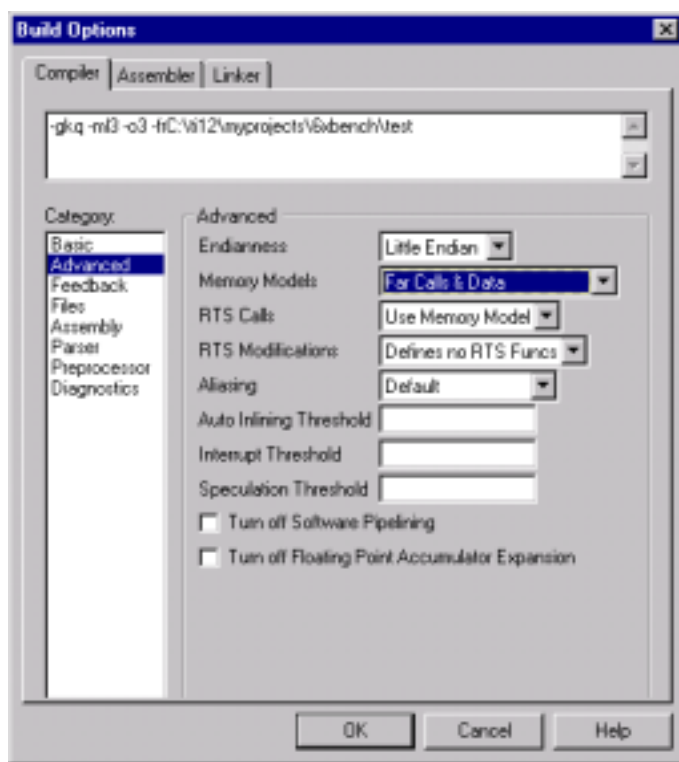 Build Options
Compiler Assembler Linker
-gkq -ml3 -o3 -frC:\ti12\myprojects\6xbench\test
Category:
Basic
Advanced
Feedback
Files
Assembly
Parser
Preprocessor
Diagnostics
Advanced
Endianness Little Endian
Memory Models Far Calls & Data
RTS Calls Use Memory Model
RTS Modifications Defines no RTS Funcs
Aliasing Default
Auto Inlining Threshold
Interrupt Threshold
Speculation Threshold
Turn off Software Pipelining
Turn off Floating Point Accumulator Expansion
OK Cancel Help